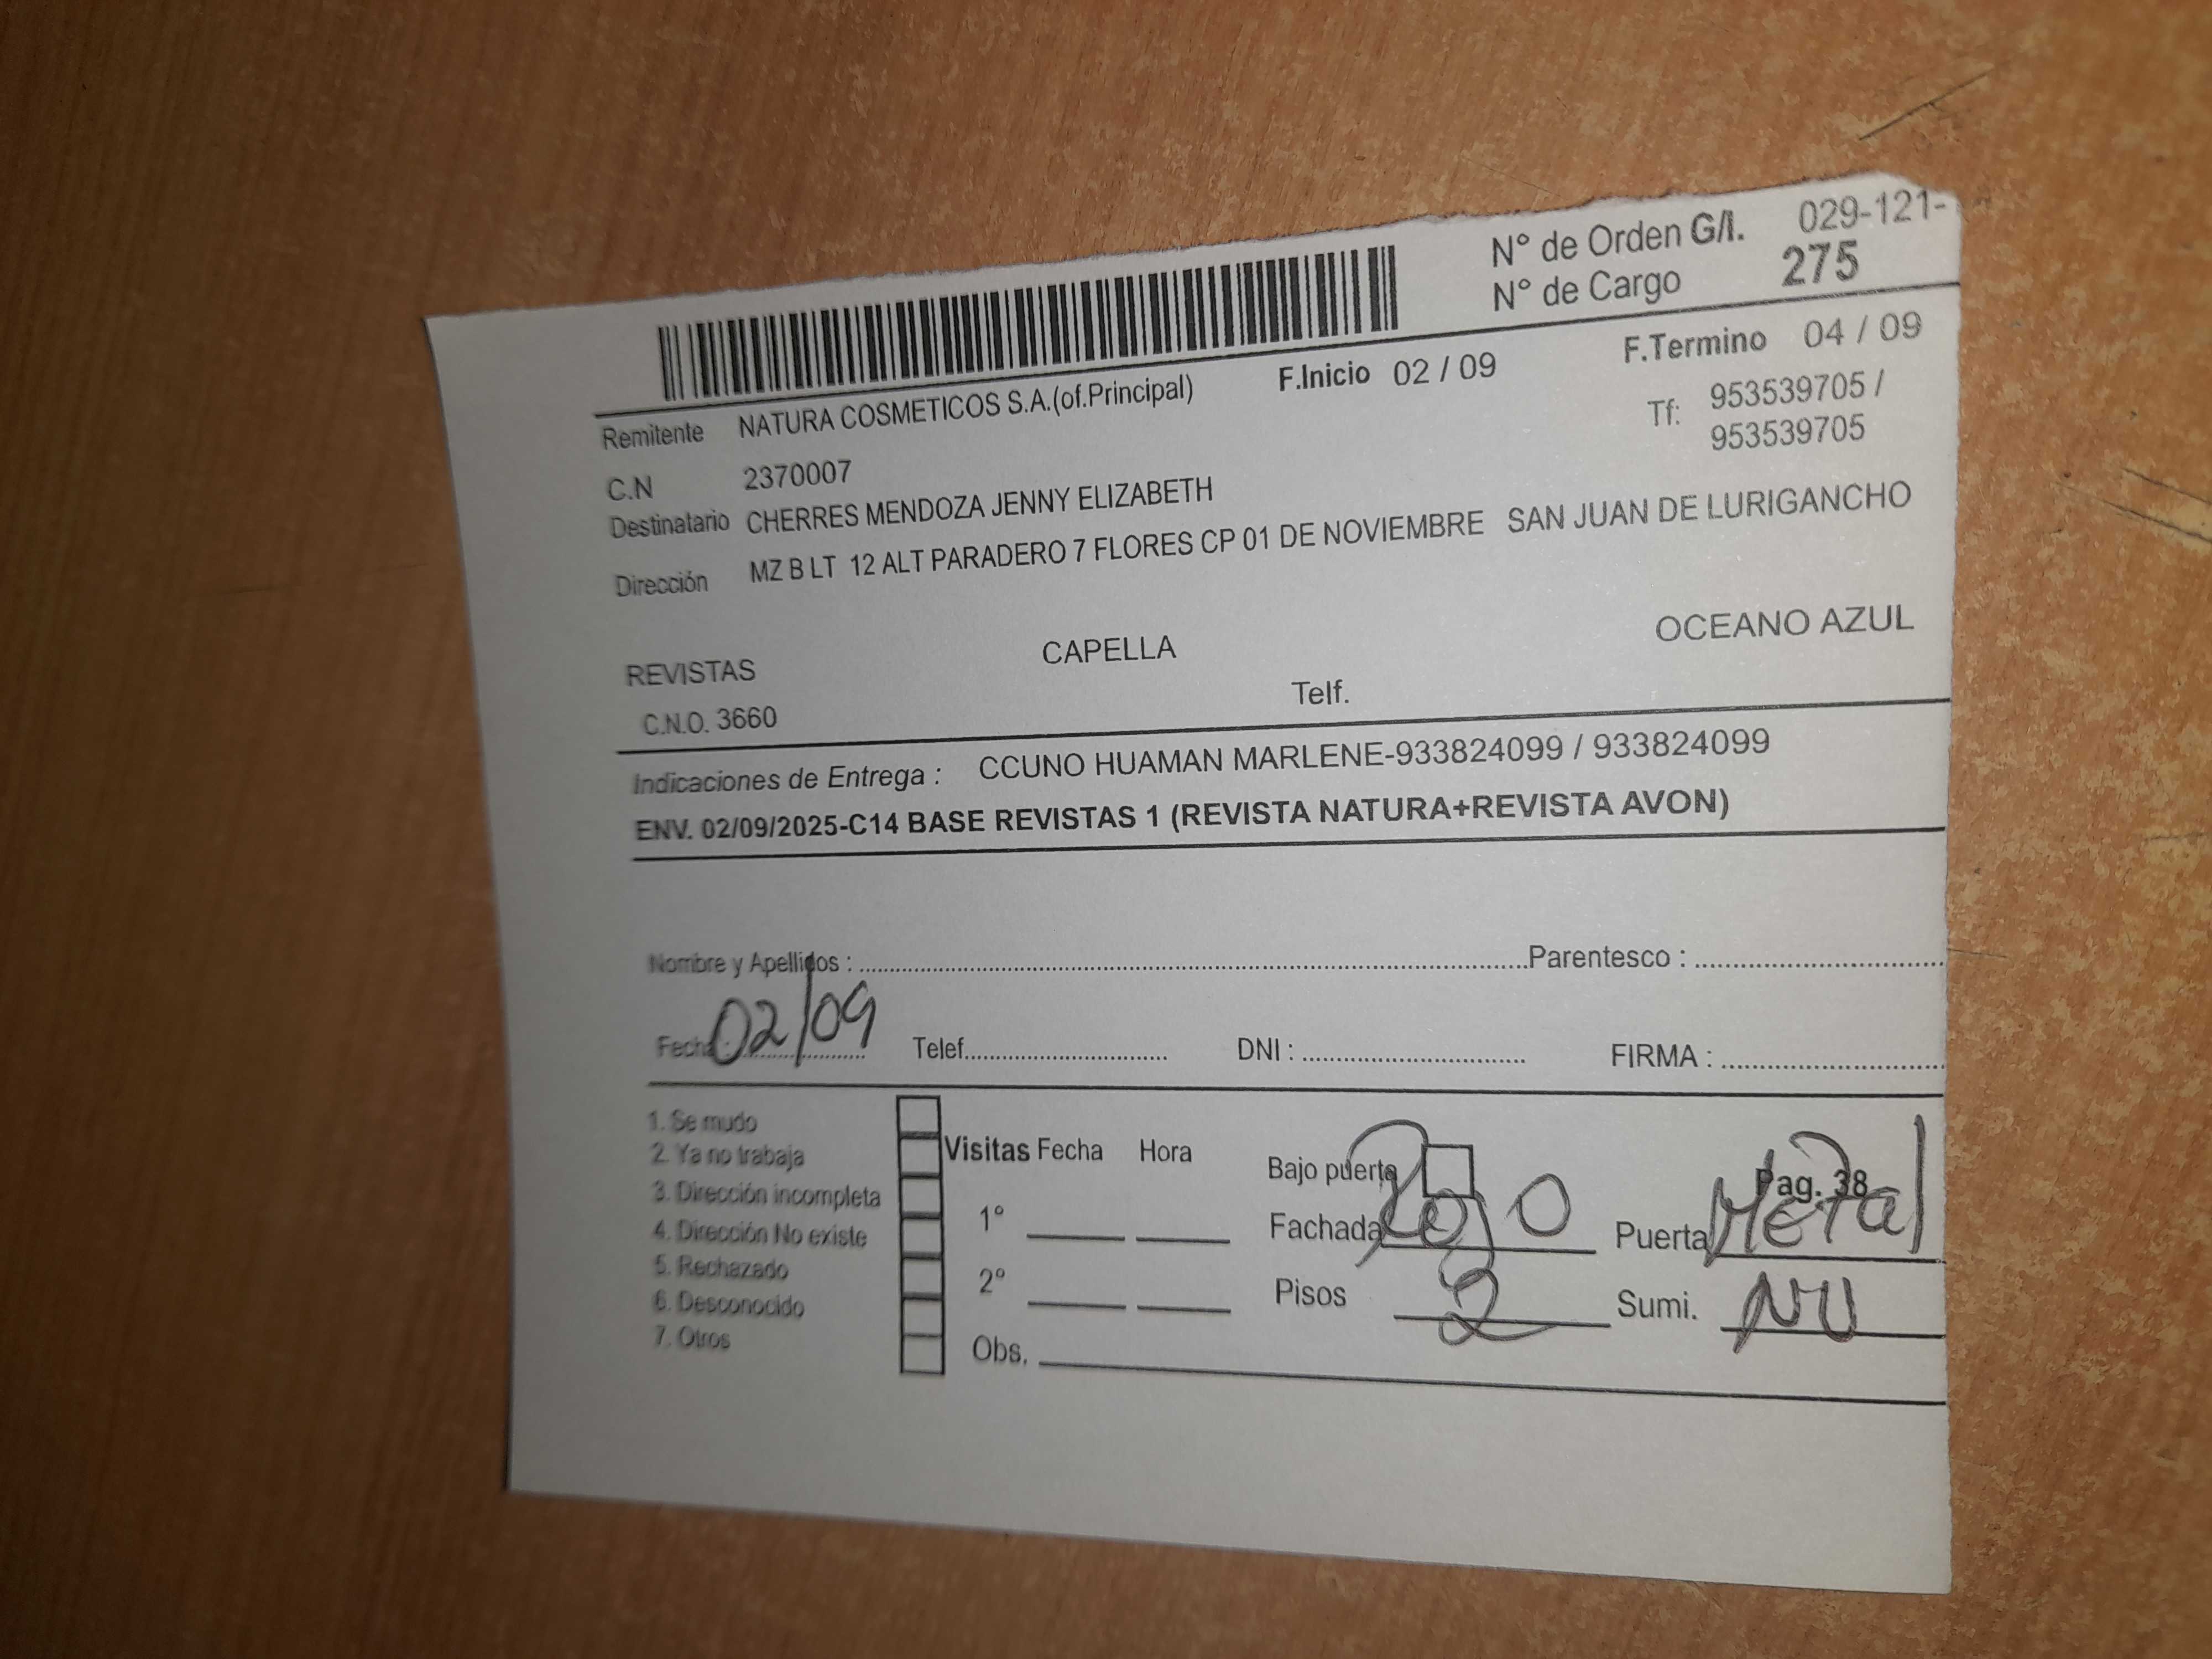 N° de Orden G/I. 029-121-
N° de Cargo 275
F.Inicio 02 / 09 F.Termino 04 / 09
Remitente NATURA COSMETICOS S.A.(of.Principal) Tf: 953539705 /
953539705
C.N 2370007
Destinatario CHERRES MENDOZA JENNY ELIZABETH
Dirección MZ B LT 12 ALT PARADERO 7 FLORES CP 01 DE NOVIEMBRE SAN JUAN DE LURIGANCHO
REVISTAS CAPELLA OCEANO AZUL
C.N.O. 3660 Telf.
Indicaciones de Entrega : CCUNO HUAMAN MARLENE-933824099 / 933824099
ENV. 02/09/2025-C14 BASE REVISTAS 1 (REVISTA NATURA+REVISTA AVON)
Nombre y Apellidos : Parentesco :
Fecha : 02/09 Telef. DNI : FIRMA :
1. Se mudo
2. Ya no trabaja
3. Dirección incompleta
4. Dirección No existe
5. Rechazado
6. Desconocido
7. Otros
Visitas Fecha Hora
1°
2°
Obs.
Bajo puerta Pag. 38
Fachada Rojo Puerta Metal
Pisos 2 Sumi. NU